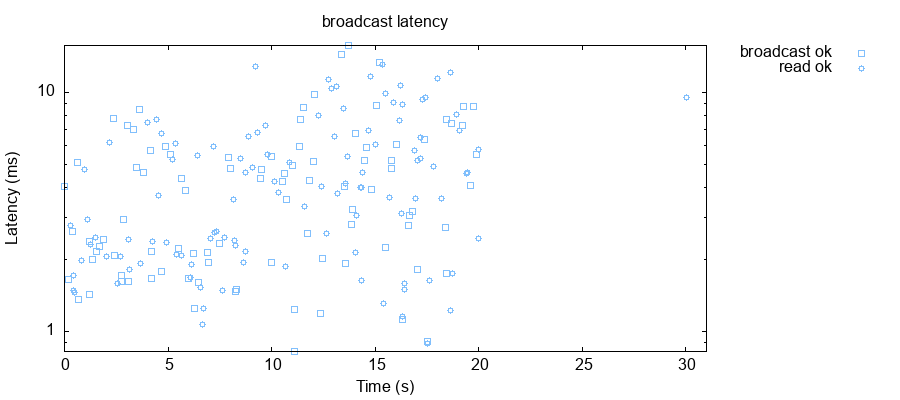 broadcast latency
broadcast ok
read ok
10
1
Latency (ms)
0 5 10 15 20 25 30
Time (s)